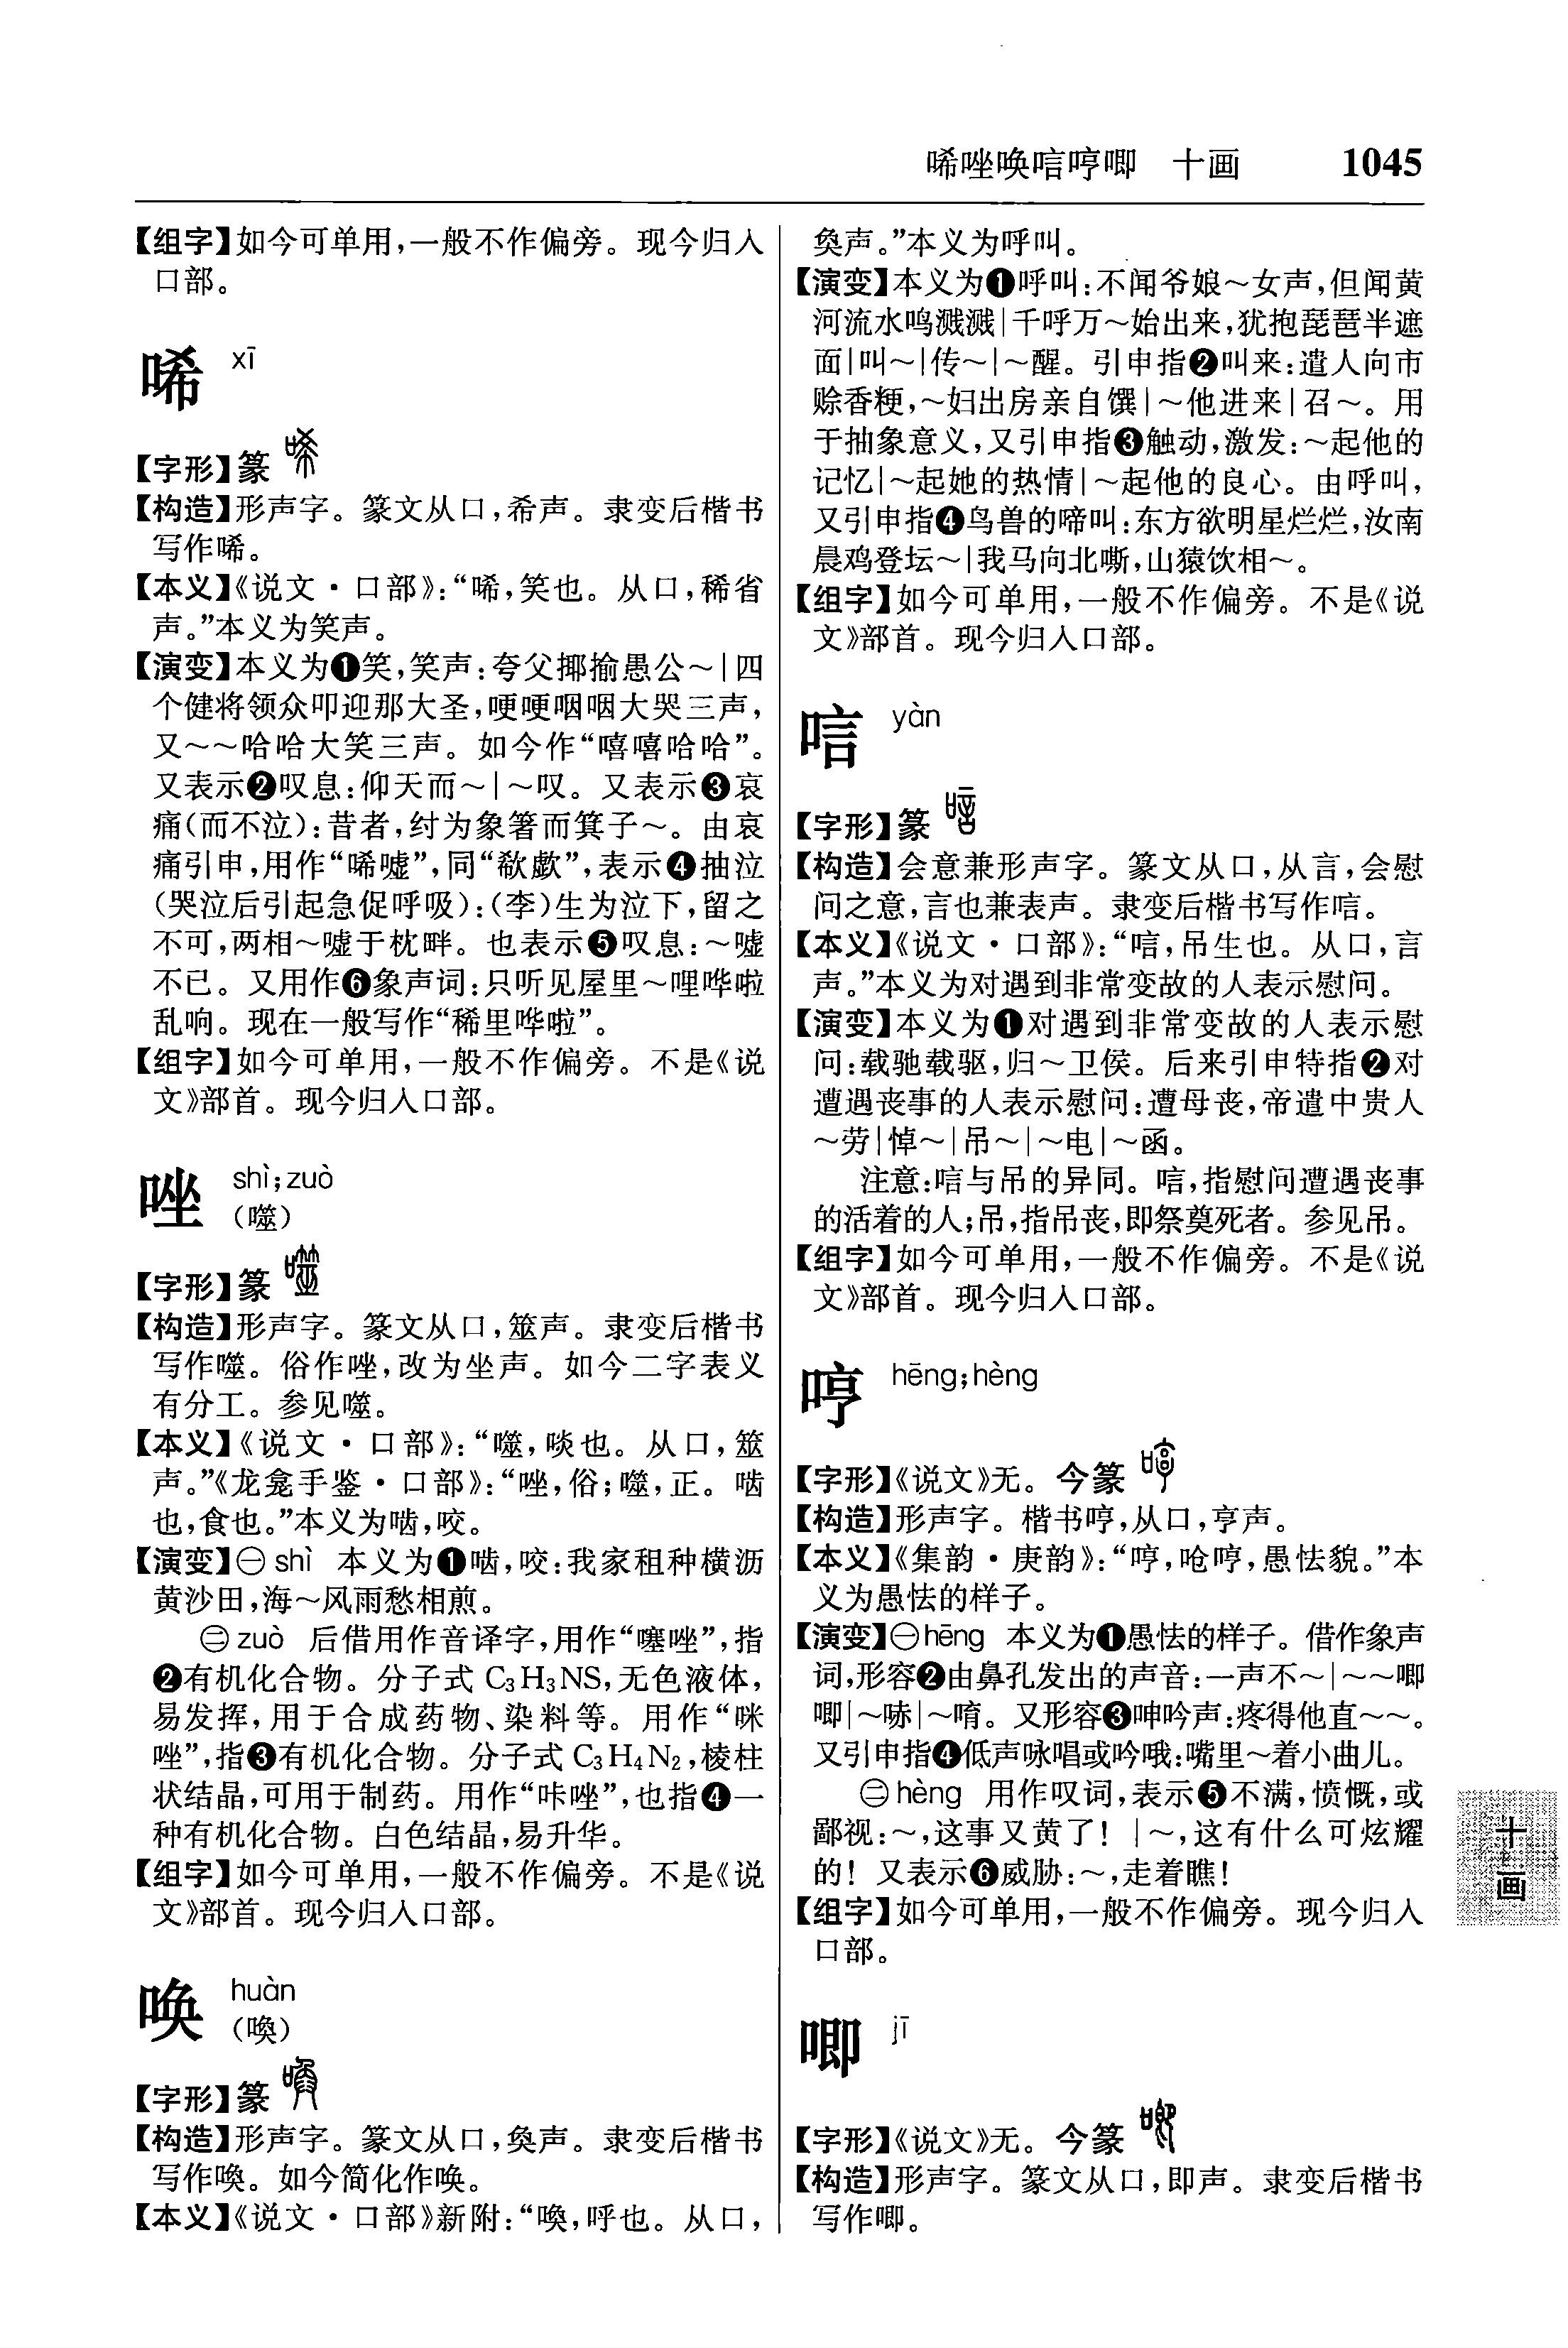 唏唑唤唁哼唧 十画 1045
【组字】如今可单用,一般不作偏旁。现今归入
口部。
唏 xī
【字形】篆
【构造】形声字。篆文从口,希声。隶变后楷书
写作唏。
【本义】《说文·口部》:“唏,笑也。从口,稀省
声。”本义为笑声。
【演变】本义为❶笑,笑声:夸父揶揄愚公～|四
个健将领众叩迎那大圣,哽哽咽咽大哭三声,
又～～哈哈大笑三声。如今作“嘻嘻哈哈”。
又表示❷叹息:仰天而～|～叹。又表示❸哀
痛(而不泣):昔者,纣为象箸而箕子～。由哀
痛引申,用作“唏嘘”,同“欷歔”,表示❹抽泣
(哭泣后引起急促呼吸):(李)生为泣下,留之
不可,两相～嘘于枕畔。也表示❺叹息:～嘘
不已。又用作❻象声词:只听见屋里～哩哗啦
乱响。现在一般写作“稀里哗啦”。
【组字】如今可单用,一般不作偏旁。不是《说
文》部首。现今归入口部。
唑 shì;zuò
(噬)
【字形】篆
【构造】形声字。篆文从口,筮声。隶变后楷书
写作噬。俗作唑,改为坐声。如今二字表义
有分工。参见噬。
【本义】《说文·口部》:“噬,啖也。从口,筮
声。”《龙龛手鉴·口部》:“唑,俗;噬,正。啮
也,食也。”本义为啮,咬。
【演变】㊀shì 本义为❶啮,咬:我家租种横沥
黄沙田,海～风雨愁相煎。
㊁zuò 后借用作音译字,用作“噻唑”,指
❷有机化合物。分子式 C₃H₃NS,无色液体,
易发挥,用于合成药物、染料等。用作“咪
唑”,指❸有机化合物。分子式 C₃H₄N₂,棱柱
状结晶,可用于制药。用作“咔唑”,也指❹一
种有机化合物。白色结晶,易升华。
【组字】如今可单用,一般不作偏旁。不是《说
文》部首。现今归入口部。
唤 huàn
(喚)
【字形】篆
【构造】形声字。篆文从口,奂声。隶变后楷书
写作喚。如今简化作唤。
【本义】《说文·口部》新附:“喚,呼也。从口,
奂声。”本义为呼叫。
【演变】本义为❶呼叫:不闻爷娘～女声,但闻黄
河流水鸣溅溅|千呼万～始出来,犹抱琵琶半遮
面|叫～|传～|～醒。引申指❷叫来:遣人向市
赊香粳,～妇出房亲自馔|～他进来|召～。用
于抽象意义,又引申指❸触动,激发:～起他的
记忆|～起她的热情|～起他的良心。由呼叫,
又引申指❹鸟兽的啼叫:东方欲明星烂烂,汝南
晨鸡登坛～|我马向北嘶,山猿饮相～。
【组字】如今可单用,一般不作偏旁。不是《说
文》部首。现今归入口部。
唁 yàn
【字形】篆
【构造】会意兼形声字。篆文从口,从言,会慰
问之意,言也兼表声。隶变后楷书写作唁。
【本义】《说文·口部》:“唁,吊生也。从口,言
声。”本义为对遇到非常变故的人表示慰问。
【演变】本义为❶对遇到非常变故的人表示慰
问:载驰载驱,归～卫侯。后来引申特指❷对
遭遇丧事的人表示慰问:遭母丧,帝遣中贵人
～劳|悼～|吊～|～电|～函。
注意:唁与吊的异同。唁,指慰问遭遇丧事
的活着的人;吊,指吊丧,即祭奠死者。参见吊。
【组字】如今可单用,一般不作偏旁。不是《说
文》部首。现今归入口部。
哼 hēng;hèng
【字形】《说文》无。今篆
【构造】形声字。楷书哼,从口,亨声。
【本义】《集韵·庚韵》:“哼,呛哼,愚怯貌。”本
义为愚怯的样子。
【演变】㊀hēng 本义为❶愚怯的样子。借作象声
词,形容❷由鼻孔发出的声音:一声不～|～～唧
唧|～哧|～唷。又形容❸呻吟声:疼得他直～～。
又引申指❹低声咏唱或吟哦:嘴里～着小曲儿。
㊁hèng 用作叹词,表示❺不满,愤慨,或
鄙视:～,这事又黄了!|～,这有什么可炫耀
的!又表示❻威胁:～,走着瞧!
【组字】如今可单用,一般不作偏旁。现今归入
口部。
唧 jī
【字形】《说文》无。今篆
【构造】形声字。篆文从口,即声。隶变后楷书
写作唧。
十画